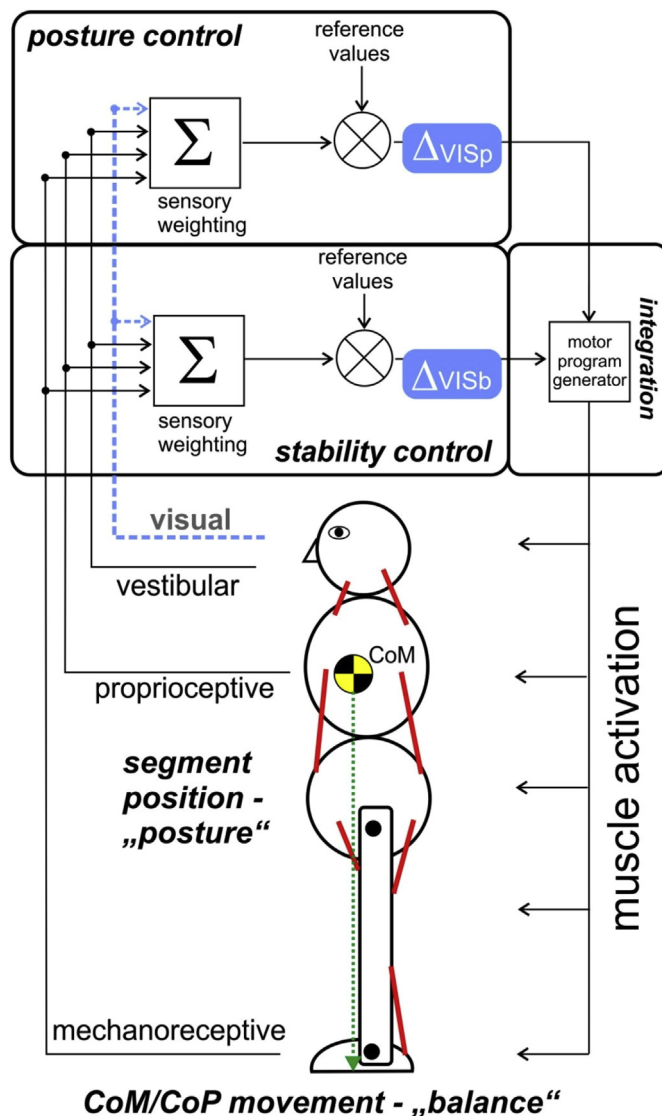 posture control
reference
values
Σ
ΔVISp
sensory
weighting
reference
values
integration
motor
program
generator
Σ
ΔVISb
sensory
weighting
stability control
visual
vestibular
CoM
proprioceptive
muscle activation
segment
position -
„posture“
mechanoreceptive
CoM/CoP movement - „balance“